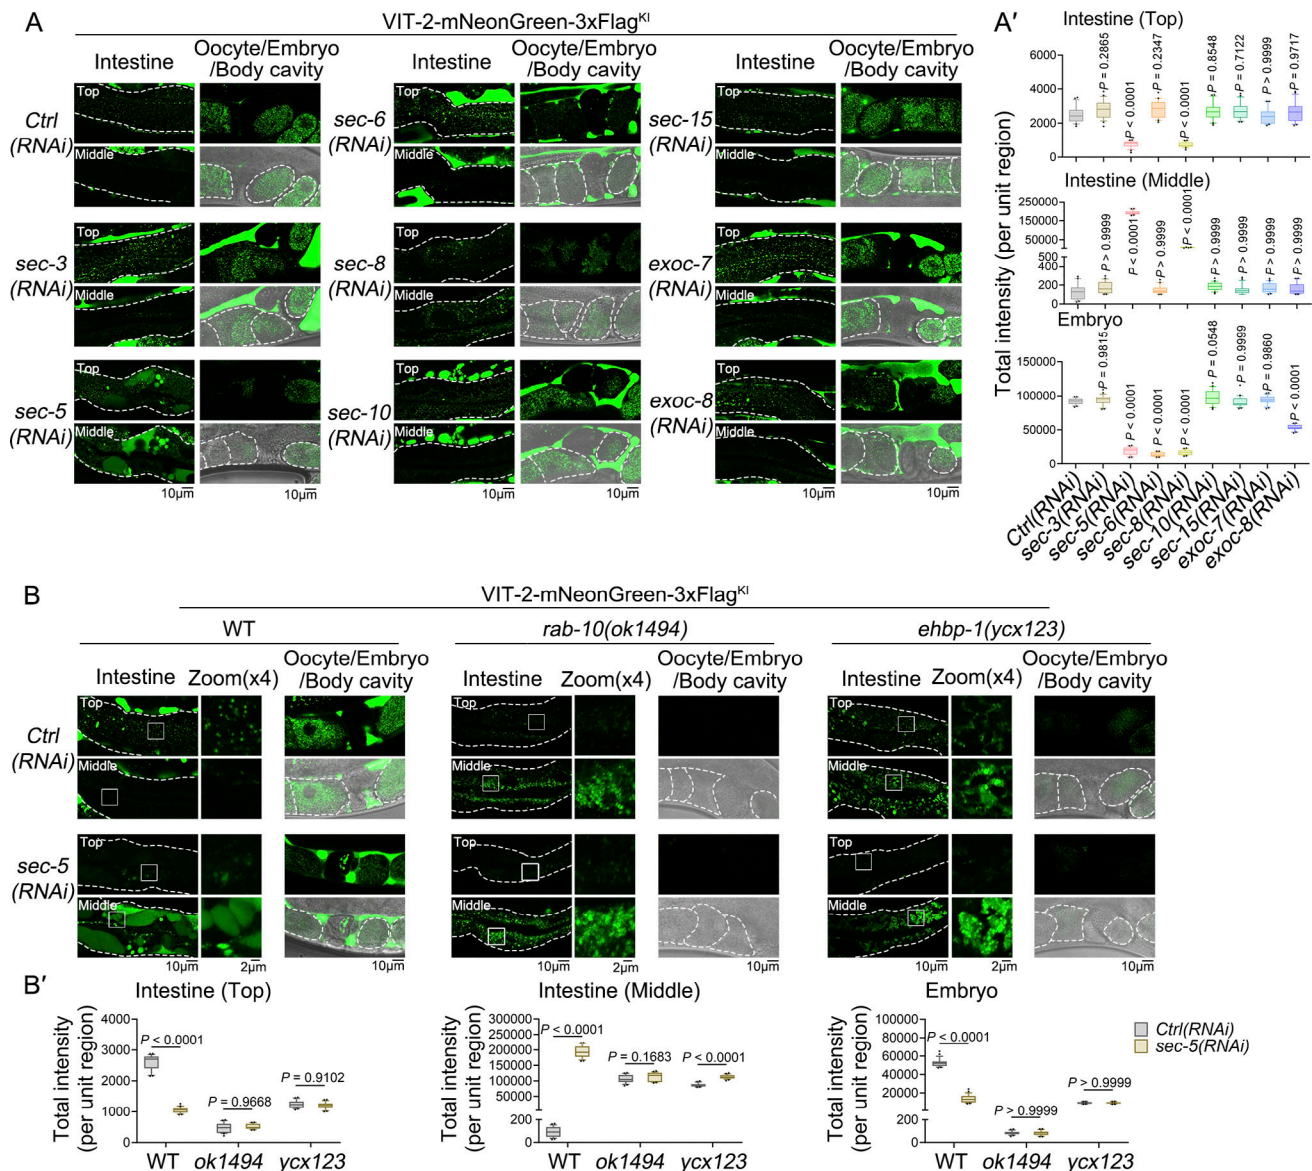 A
VIT-2-mNeonGreen-3xFlagKI
Intestine
Oocyte/Embryo
/Body cavity
Intestine
Oocyte/Embryo
/Body cavity
Intestine
Oocyte/Embryo
/Body cavity
Ctrl
(RNAi)
Top
Middle
sec-6
(RNAi)
Top
Middle
sec-15
(RNAi)
Top
Middle
sec-3
(RNAi)
Top
Middle
sec-8
(RNAi)
Top
Middle
exoc-7
(RNAi)
Top
Middle
sec-5
(RNAi)
Top
Middle
sec-10
(RNAi)
Top
Middle
exoc-8
(RNAi)
Top
Middle
10μm
10μm
10μm
10μm
10μm
10μm
A′
Total intensity (per unit region)
Intestine (Top)
6000
4000
2000
0
P = 0.2865
P < 0.0001
P = 0.2347
P < 0.0001
P = 0.8548
P = 0.7122
P > 0.9999
P = 0.9717
Intestine (Middle)
250000
150000
50000
500
400
200
0
P > 0.9999
P < 0.0001
P > 0.9999
P < 0.0001
P > 0.9999
P > 0.9999
P > 0.9999
P > 0.9999
Embryo
150000
100000
50000
0
P = 0.9815
P < 0.0001
P < 0.0001
P < 0.0001
P = 0.0548
P = 0.9999
P = 0.9860
P < 0.0001
Ctrl(RNAi)
sec-3(RNAi)
sec-5(RNAi)
sec-6(RNAi)
sec-8(RNAi)
sec-10(RNAi)
sec-15(RNAi)
exoc-7(RNAi)
exoc-8(RNAi)
B
VIT-2-mNeonGreen-3xFlagKI
WT
rab-10(ok1494)
ehbp-1(ycx123)
Intestine
Zoom(x4)
Oocyte/Embryo
/Body cavity
Intestine
Zoom(x4)
Oocyte/Embryo
/Body cavity
Intestine
Zoom(x4)
Oocyte/Embryo
/Body cavity
Ctrl
(RNAi)
Top
Middle
Top
Middle
Top
Middle
sec-5
(RNAi)
Top
Middle
Top
Middle
Top
Middle
10μm
2μm
10μm
10μm
2μm
10μm
10μm
2μm
10μm
B′
Intestine (Top)
Total intensity
(per unit region)
4000
3000
2000
1000
0
P < 0.0001
P = 0.9668
P = 0.9102
WT
ok1494
ycx123
Intestine (Middle)
Total intensity
(per unit region)
300000
250000
200000
150000
100000
50000
200
0
P < 0.0001
P = 0.1683
P < 0.0001
WT
ok1494
ycx123
Embryo
Total intensity
(per unit region)
100000
80000
60000
40000
20000
200
0
P < 0.0001
P > 0.9999
P > 0.9999
WT
ok1494
ycx123
Ctrl(RNAi)
sec-5(RNAi)